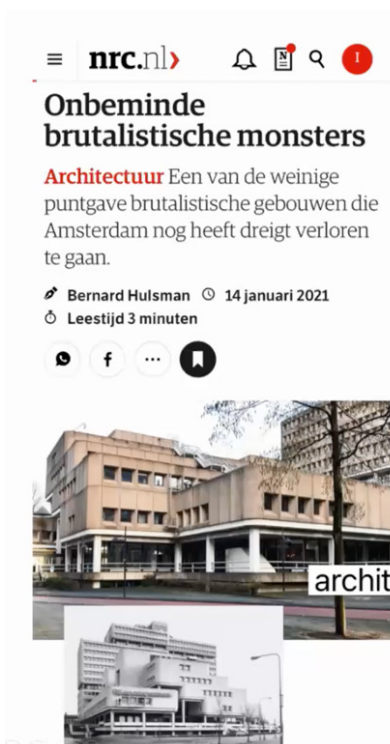 nrc.nl›
N
I
Onbeminde
brutalistische monsters
Architectuur Een van de weinige
puntgave brutalistische gebouwen die
Amsterdam nog heeft dreigt verloren
te gaan.
Bernard Hulsman 14 januari 2021
Leestijd 3 minuten
archit